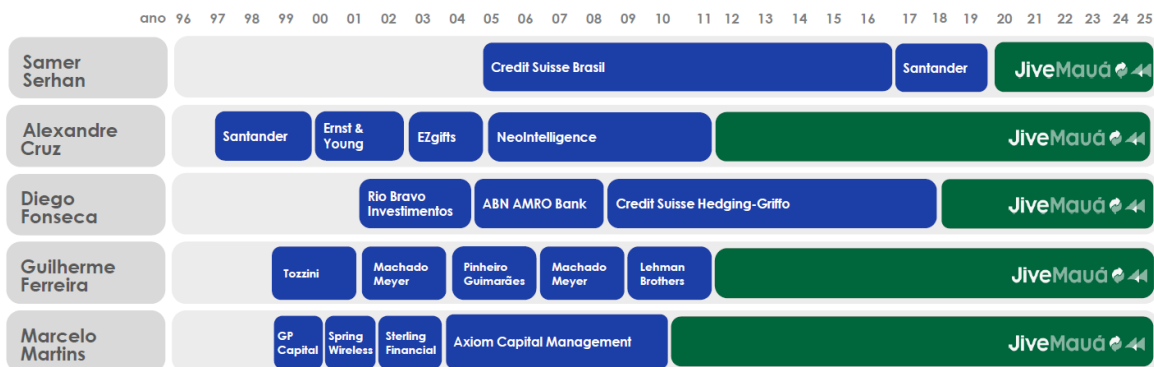 ano 96 97 98 99 00 01 02 03 04 05 06 07 08 09 10 11 12 13 14 15 16 17 18 19 20 21 22 23 24 25
Samer
Serhan
Credit Suisse Brasil
Santander
JiveMauá
Alexandre
Cruz
Santander
Ernst &
Young
EZgifts
NeoIntelligence
JiveMauá
Diego
Fonseca
Rio Bravo
Investimentos
ABN AMRO Bank
Credit Suisse Hedging-Griffo
JiveMauá
Guilherme
Ferreira
Tozzini
Machado
Meyer
Pinheiro
Guimarães
Machado
Meyer
Lehman
Brothers
JiveMauá
Marcelo
Martins
GP
Capital
Spring
Wireless
Sterling
Financial
Axiom Capital Management
JiveMauá